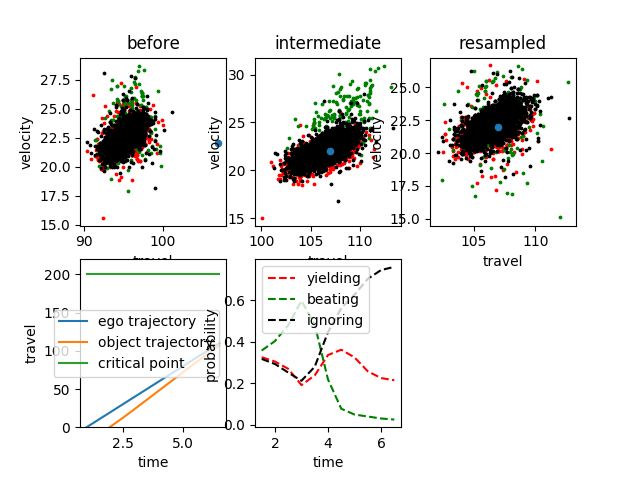 before
intermediate
resampled
27.5
25.0
22.5
20.0
17.5
15.0
velocity
90
100
travel
30
25
20
15
velocity
100
105
110
travel
25.0
22.5
20.0
17.5
15.0
velocity
105
110
travel
200
150
100
50
0
travel
ego trajectory
object trajectory
critical point
2.5
5.0
time
0.6
0.4
0.2
0.0
probability
yielding
beating
ignoring
2
4
6
time